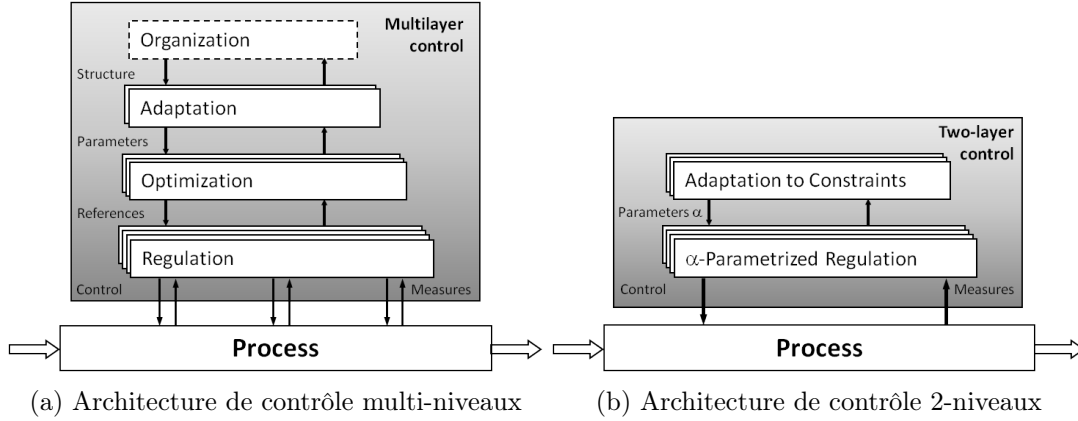 Multilayer
control
Organization
Structure
Adaptation
Parameters
Optimization
References
Regulation
Control
Measures
Process
(a) Architecture de contrôle multi-niveaux
Two-layer
control
Adaptation to Constraints
Parameters α
α-Parametrized Regulation
Control
Measures
Process
(b) Architecture de contrôle 2-niveaux